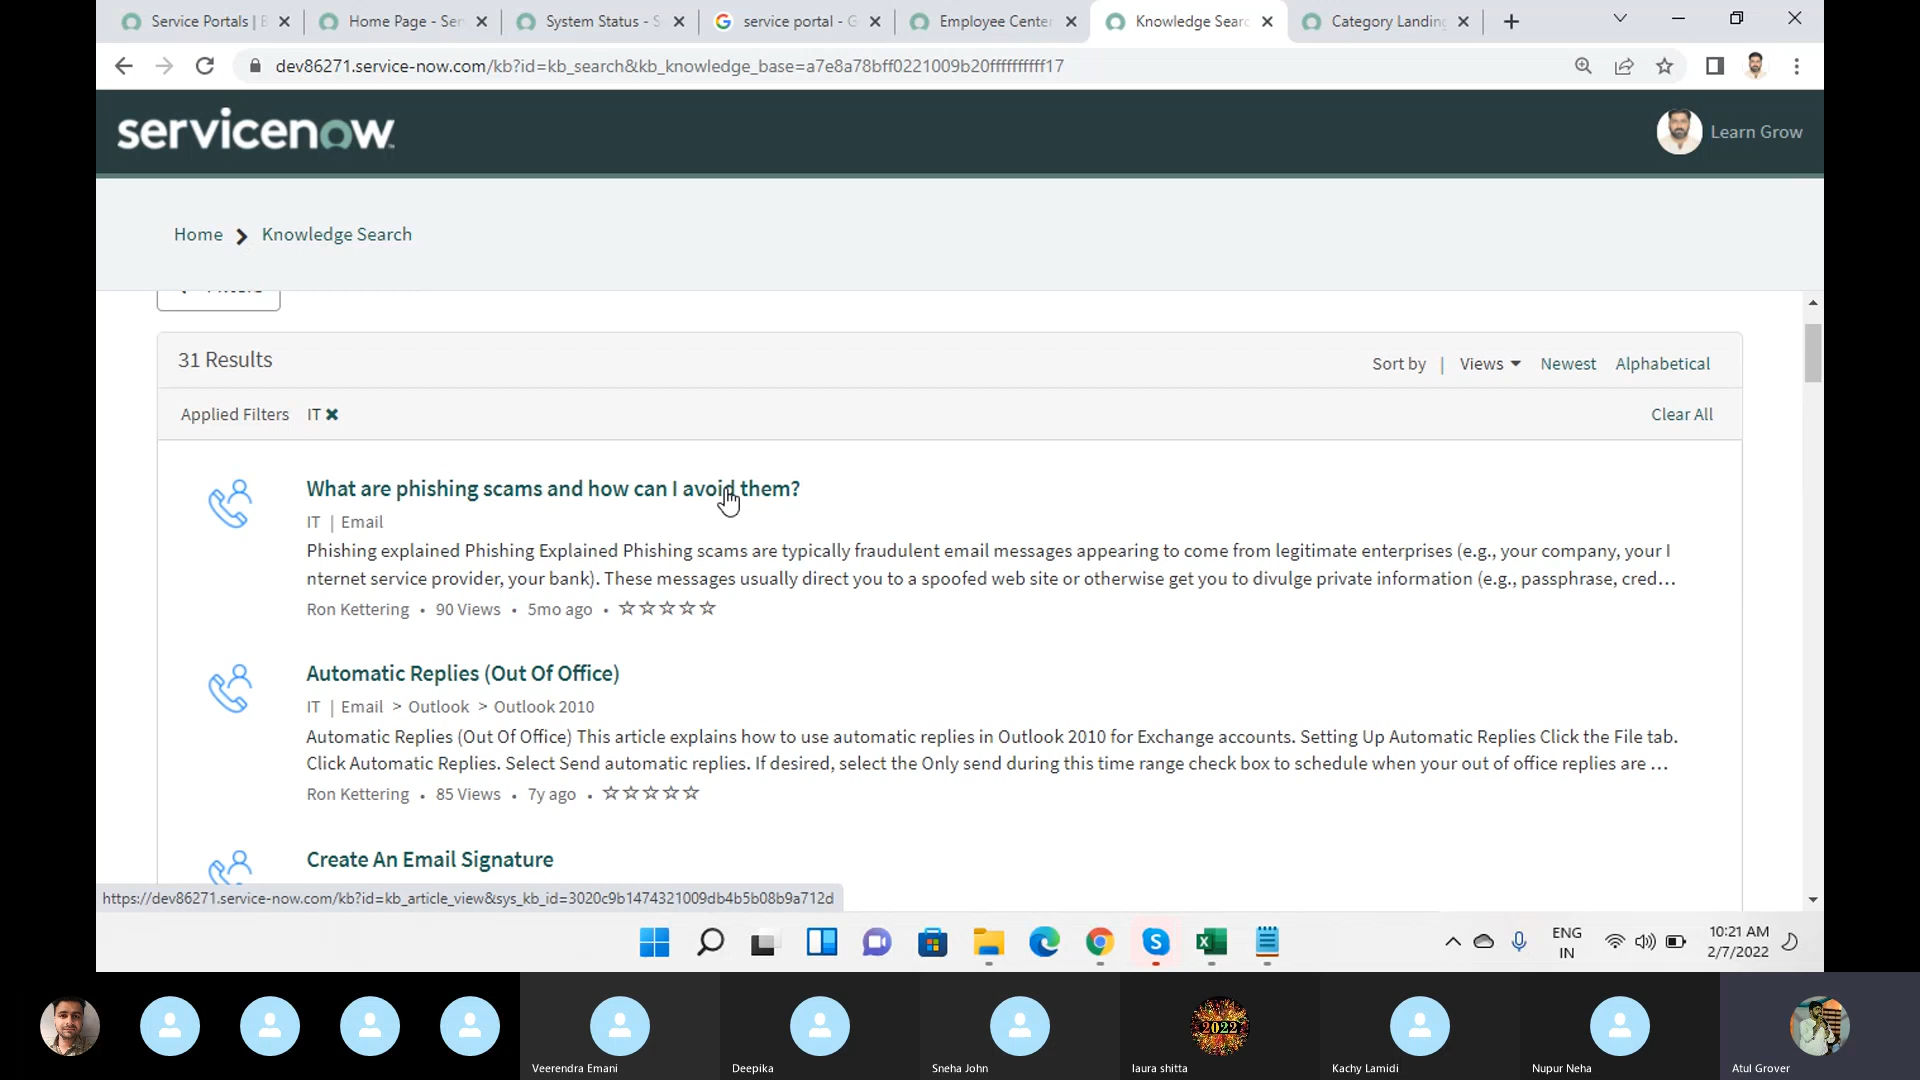 Service Portals | B
Home Page - Ser
System Status - S
service portal - G
Employee Center
Knowledge Searc
Category Landing
dev86271.service-now.com/kb?id=kb_search&kb_knowledge_base=a7e8a78bff0221009b20ffffffffff17
servicenow
Learn Grow
Home
Knowledge Search
Filters
31 Results
Sort by | Views Newest Alphabetical
Applied Filters IT
Clear All
What are phishing scams and how can I avoid them?
IT | Email
Phishing explained Phishing Explained Phishing scams are typically fraudulent email messages appearing to come from legitimate enterprises (e.g., your company, your I
nternet service provider, your bank). These messages usually direct you to a spoofed web site or otherwise get you to divulge private information (e.g., passphrase, cred...
Ron Kettering • 90 Views • 5mo ago •
Automatic Replies (Out Of Office)
IT | Email > Outlook > Outlook 2010
Automatic Replies (Out Of Office) This article explains how to use automatic replies in Outlook 2010 for Exchange accounts. Setting Up Automatic Replies Click the File tab.
Click Automatic Replies. Select Send automatic replies. If desired, select the Only send during this time range check box to schedule when your out of office replies are ...
Ron Kettering • 85 Views • 7y ago •
Create An Email Signature
https://dev86271.service-now.com/kb?id=kb_article_view&sys_kb_id=3020c9b1474321009db4b5b08b9a712d
ENG
IN
10:21 AM
2/7/2022
2022
Veerendra Emani
Deepika
Sneha John
laura shitta
Kachy Lamidi
Nupur Neha
Atul Grover